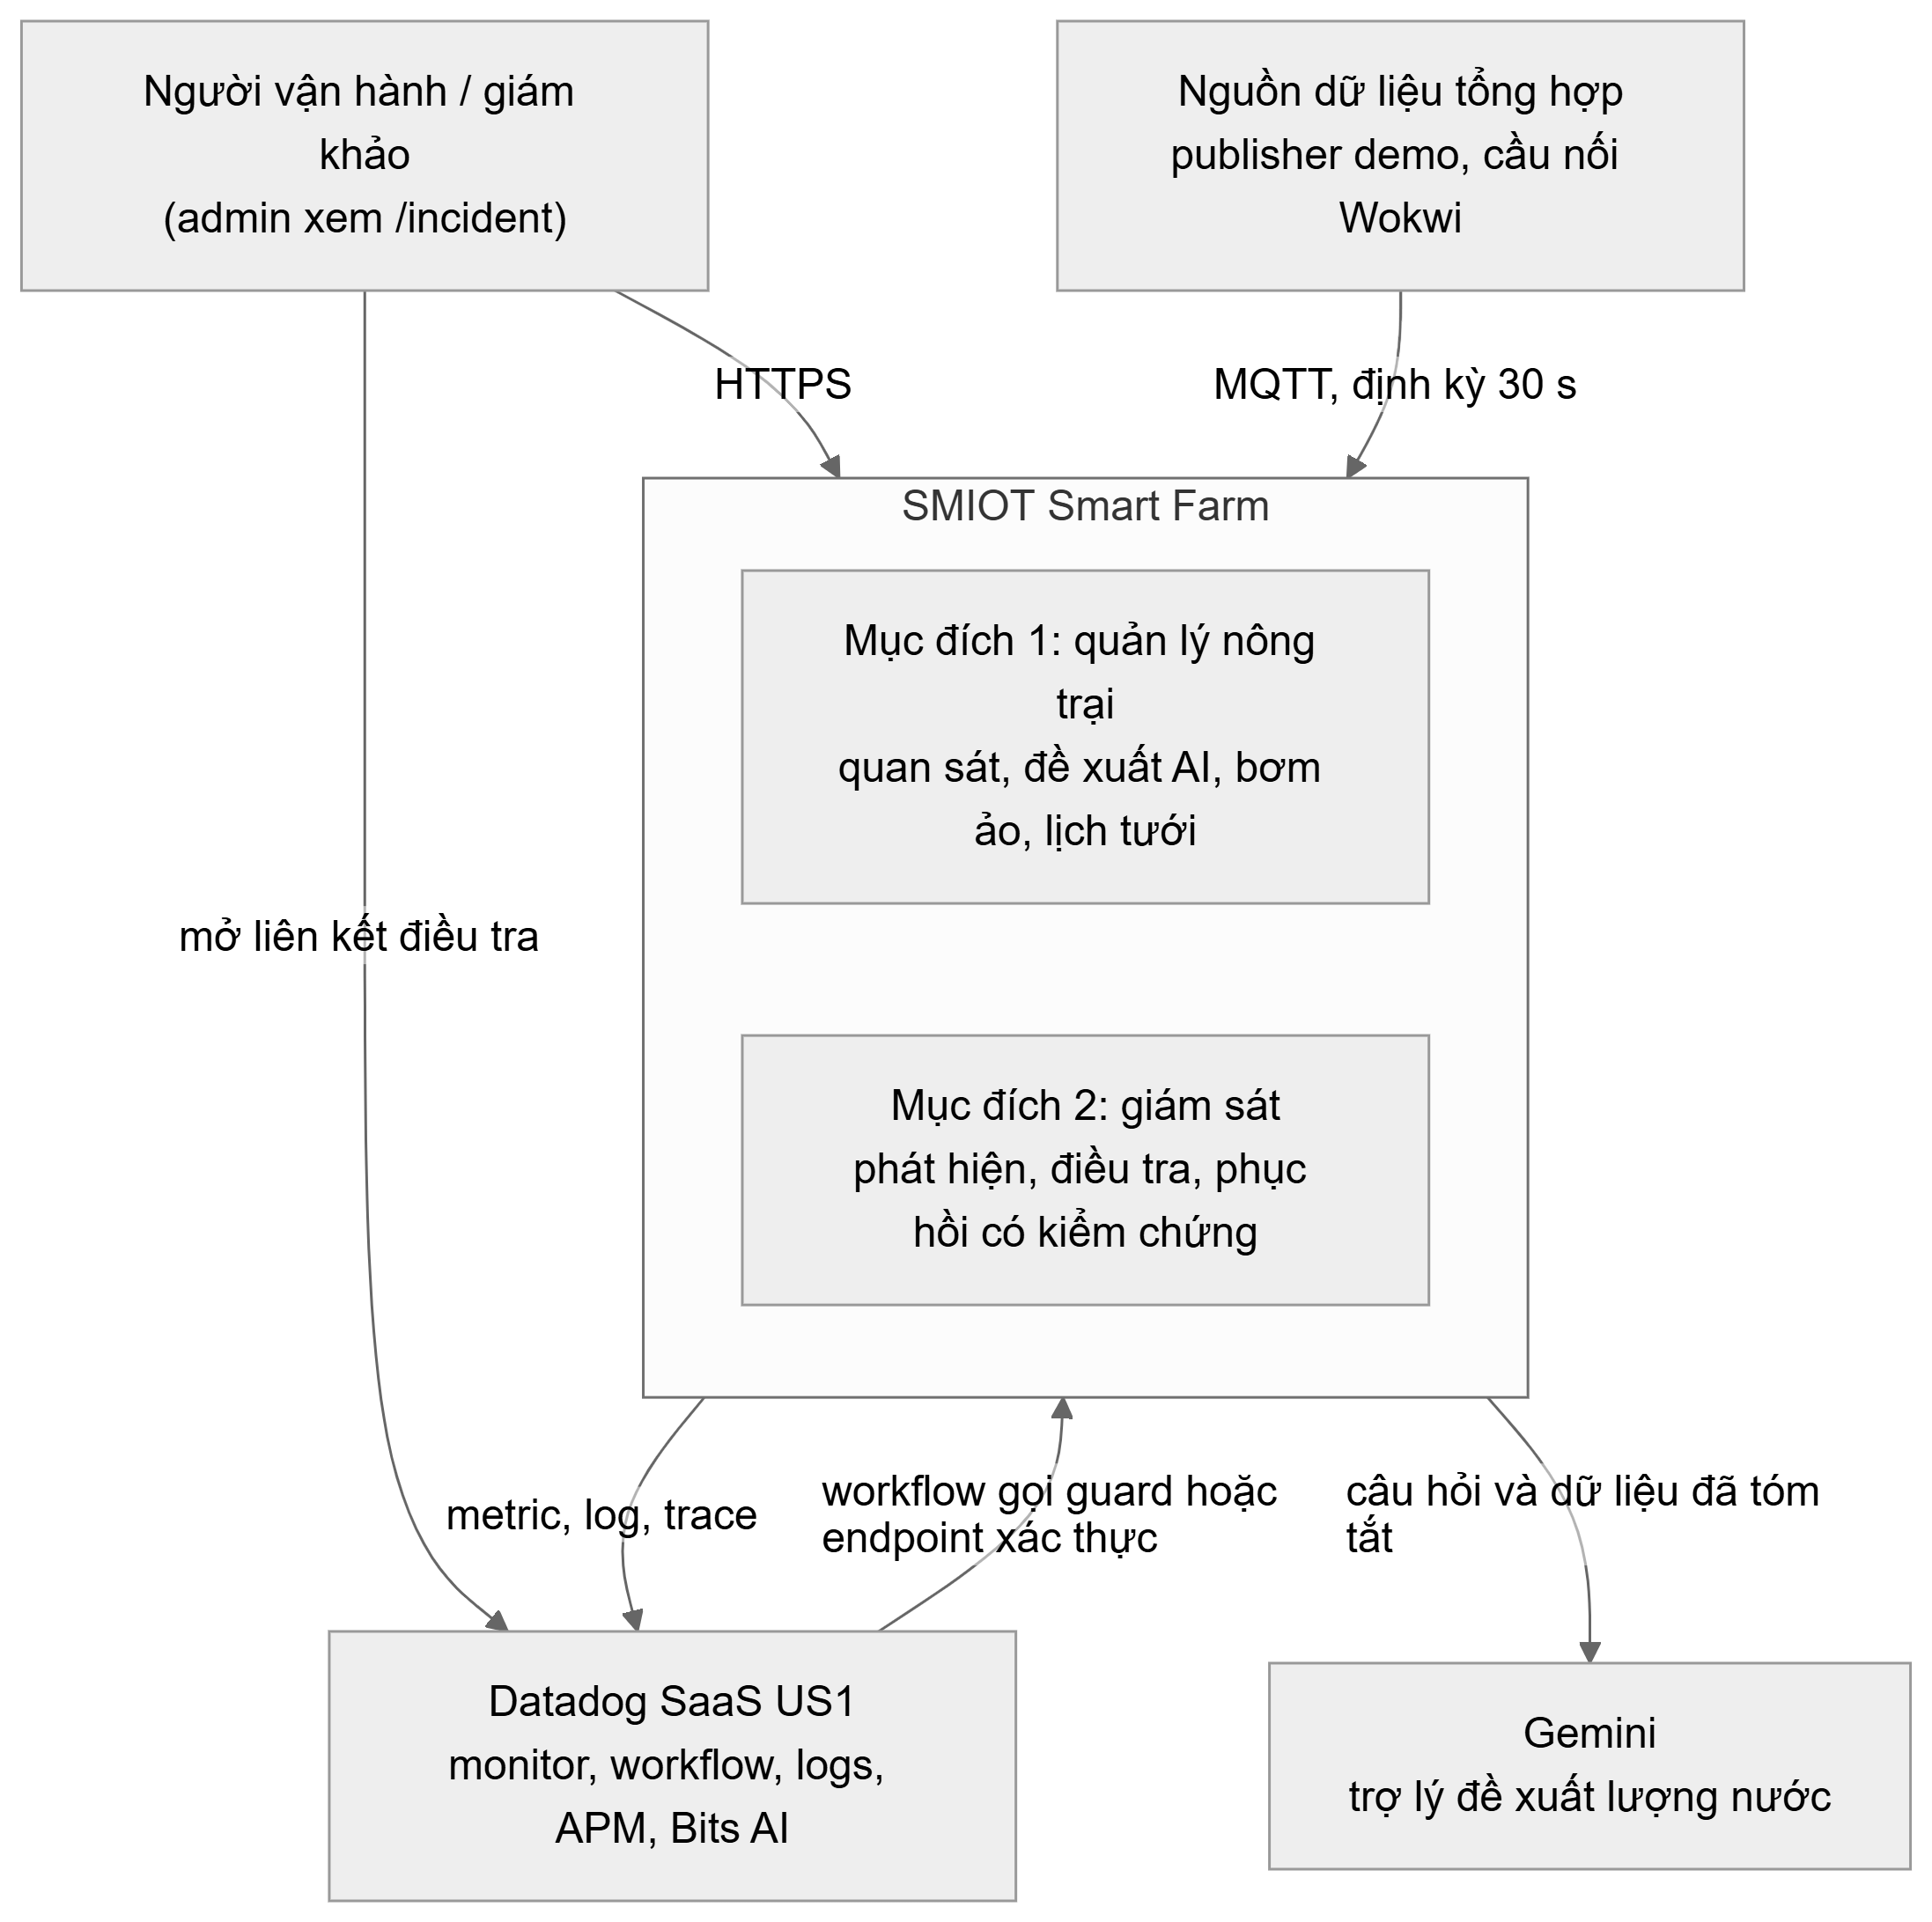 Người vận hành / giám
khảo
(admin xem /incident)
Nguồn dữ liệu tổng hợp
publisher demo, cầu nối
Wokwi
HTTPS
MQTT, định kỳ 30 s
SMIOT Smart Farm
Mục đích 1: quản lý nông
trại
quan sát, đề xuất AI, bơm
ảo, lịch tưới
mở liên kết điều tra
Mục đích 2: giám sát
phát hiện, điều tra, phục
hồi có kiểm chứng
metric, log, trace
workflow gọi guard hoặc
endpoint xác thực
câu hỏi và dữ liệu đã tóm
tắt
Datadog SaaS US1
monitor, workflow, logs,
APM, Bits AI
Gemini
trợ lý đề xuất lượng nước